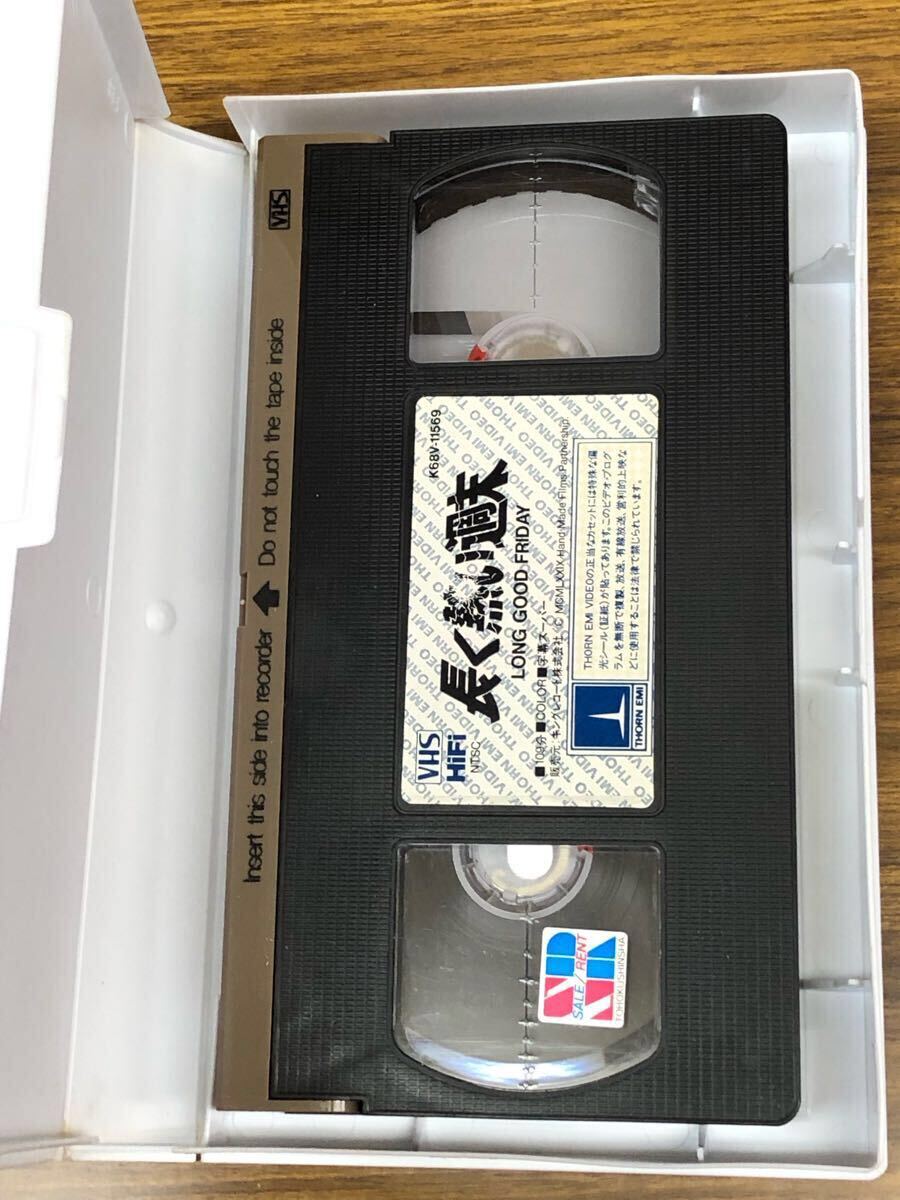 VHS
Insert this side into recorder ↑ Do not touch the tape inside
VHS
HiFi
NTSC
K68V-11569
長く熱い週末
LONG GOOD FRIDAY
■109分■COLOR■字幕スーパー
販売元/キングレコード株式会社 © MCMLXXIX Hand Made Films Partnership.
THORN EMI VIDEOの正当なカセットには特殊な偏
光シール(証紙)が貼ってあります。このビデオ・プログ
ラムを無断で複製、放送、有線放送、営利的上映な
どに使用することは法律で禁じられています。
THORN EMI
THORN EMI VIDEO
SALE/RENT
TOHOKUSHINSHA